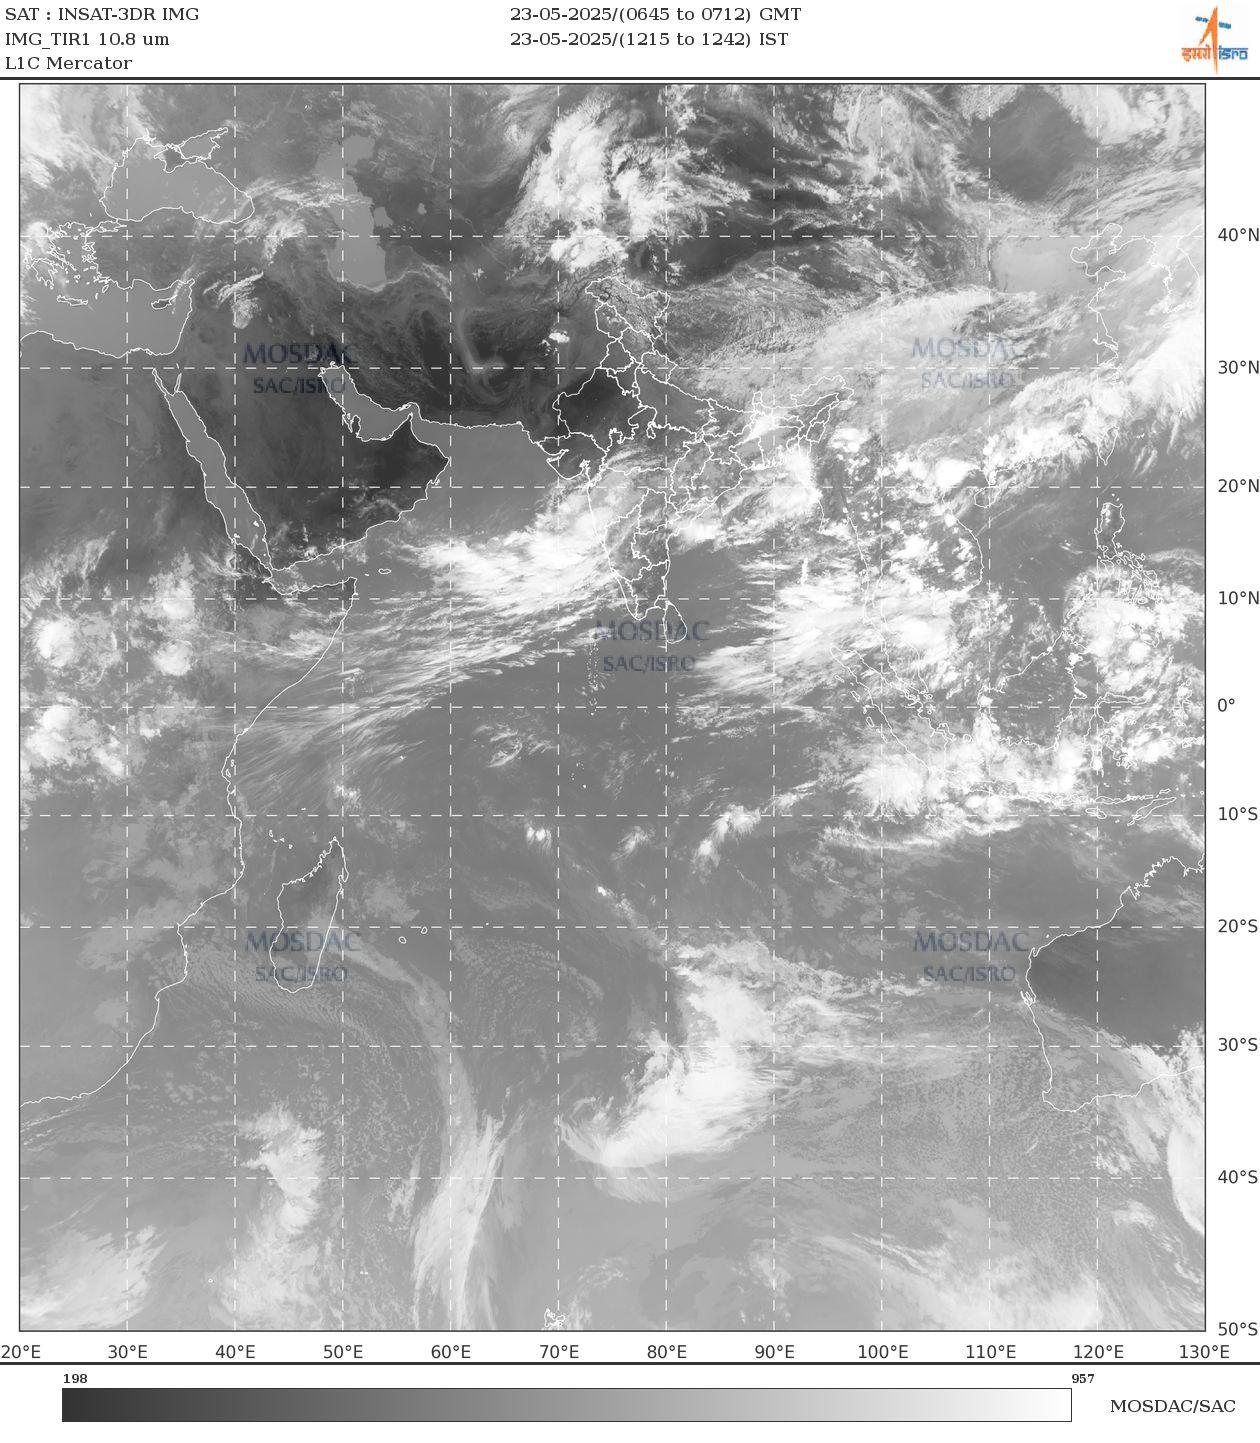 SAT : INSAT-3DR IMG
23-05-2025/(0645 to 0712) GMT
IMG_TIR1 10.8 um
23-05-2025/(1215 to 1242) IST
L1C Mercator
इसरो isro
40°N
MOSDAC
SAC/ISRO
MOSDAC
SAC/ISRO
30°N
20°N
10°N
MOSDAC
SAC/ISRO
0°
10°S
20°S
MOSDAC
SAC/ISRO
MOSDAC
SAC/ISRO
30°S
40°S
50°S
20°E 30°E 40°E 50°E 60°E 70°E 80°E 90°E 100°E 110°E 120°E 130°E
198 957
MOSDAC/SAC